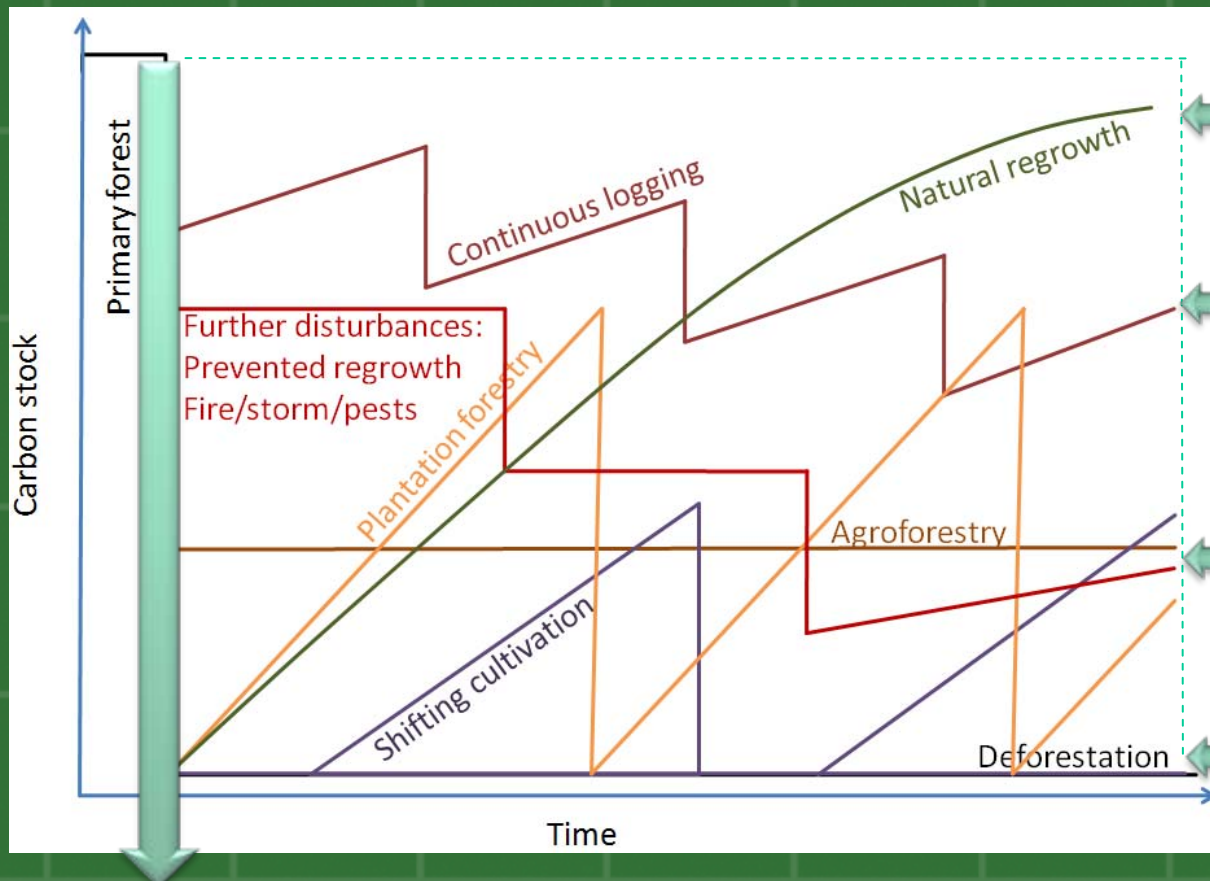 Carbon stock
Primary forest
Continuous logging
Natural regrowth
Further disturbances:
Prevented regrowth
Fire/storm/pests
Plantation forestry
Agroforestry
Shifting cultivation
Deforestation
Time